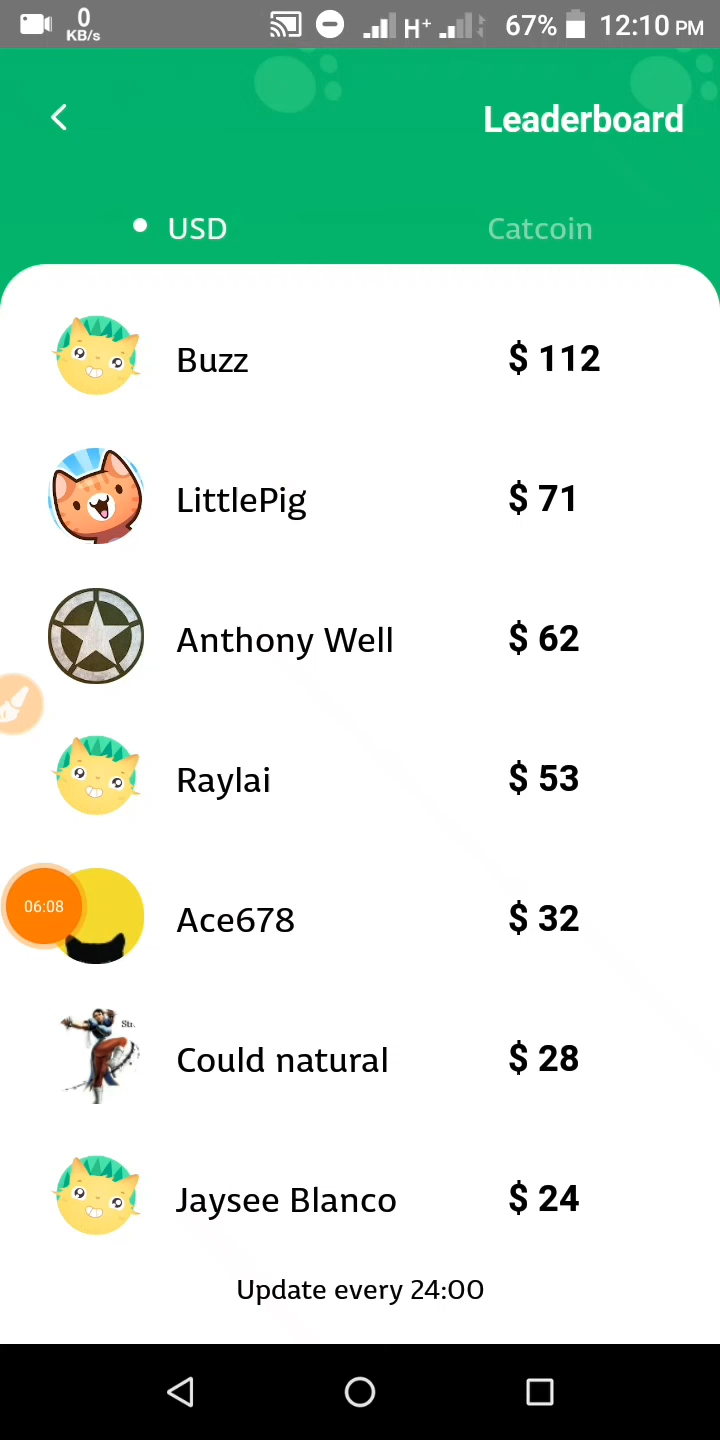 0 KB/s H+ 67% 12:10 PM
Leaderboard
USD Catcoin
Buzz $ 112
LittlePig $ 71
Anthony Well $ 62
Raylai $ 53
06:08 Ace678 $ 32
Str.
Could natural $ 28
Jaysee Blanco $ 24
Update every 24:00